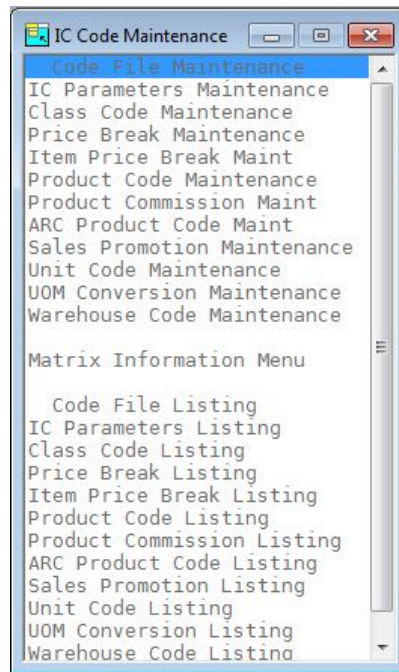 IC Code Maintenance
Code File Maintenance
IC Parameters Maintenance
Class Code Maintenance
Price Break Maintenance
Item Price Break Maint
Product Code Maintenance
Product Commission Maint
ARC Product Code Maint
Sales Promotion Maintenance
Unit Code Maintenance
UOM Conversion Maintenance
Warehouse Code Maintenance
Matrix Information Menu
Code File Listing
IC Parameters Listing
Class Code Listing
Price Break Listing
Item Price Break Listing
Product Code Listing
Product Commission Listing
ARC Product Code Listing
Sales Promotion Listing
Unit Code Listing
UOM Conversion Listing
Warehouse Code Listing